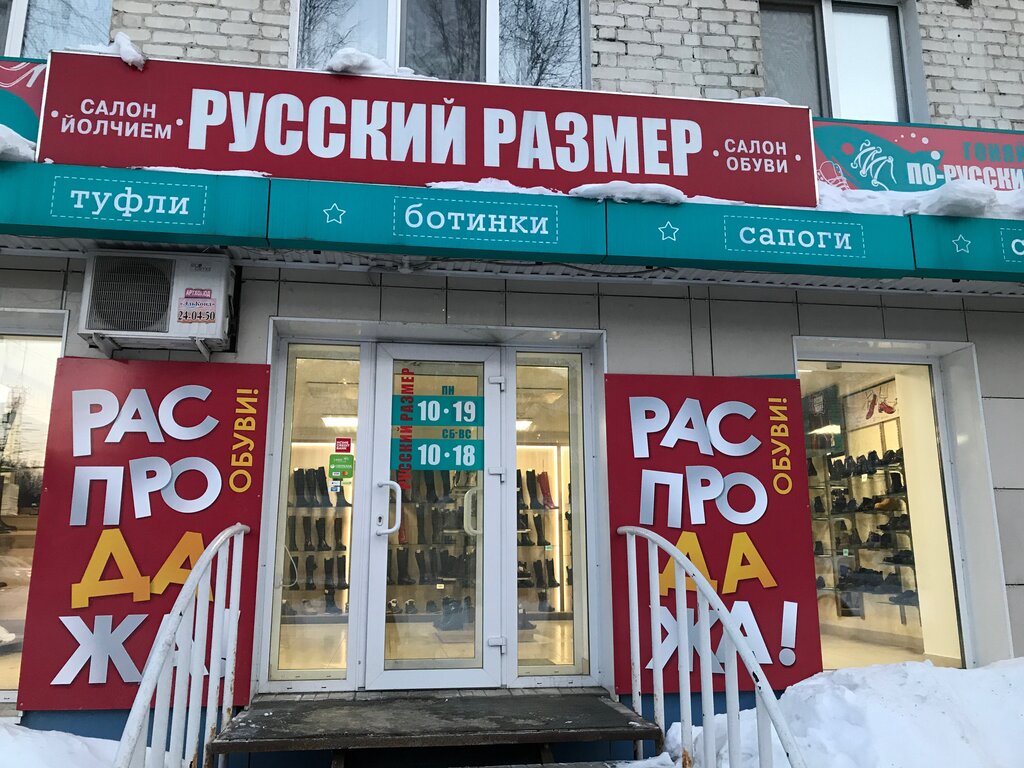 САЛОН
ЙОЛЧИЕМ
РУССКИЙ РАЗМЕР
САЛОН
ОБУВИ
ПО-РУССКИ
туфли
ботинки
сапоги
24-04-50
РАС
ПРО
ДА
ЖА
ОБУВИ!
РУССКИЙ РАЗМЕР
ПН
10•19
СБ-ВС
10•18
РАС
ПРО
ДА
ЖА!
ОБУВИ!